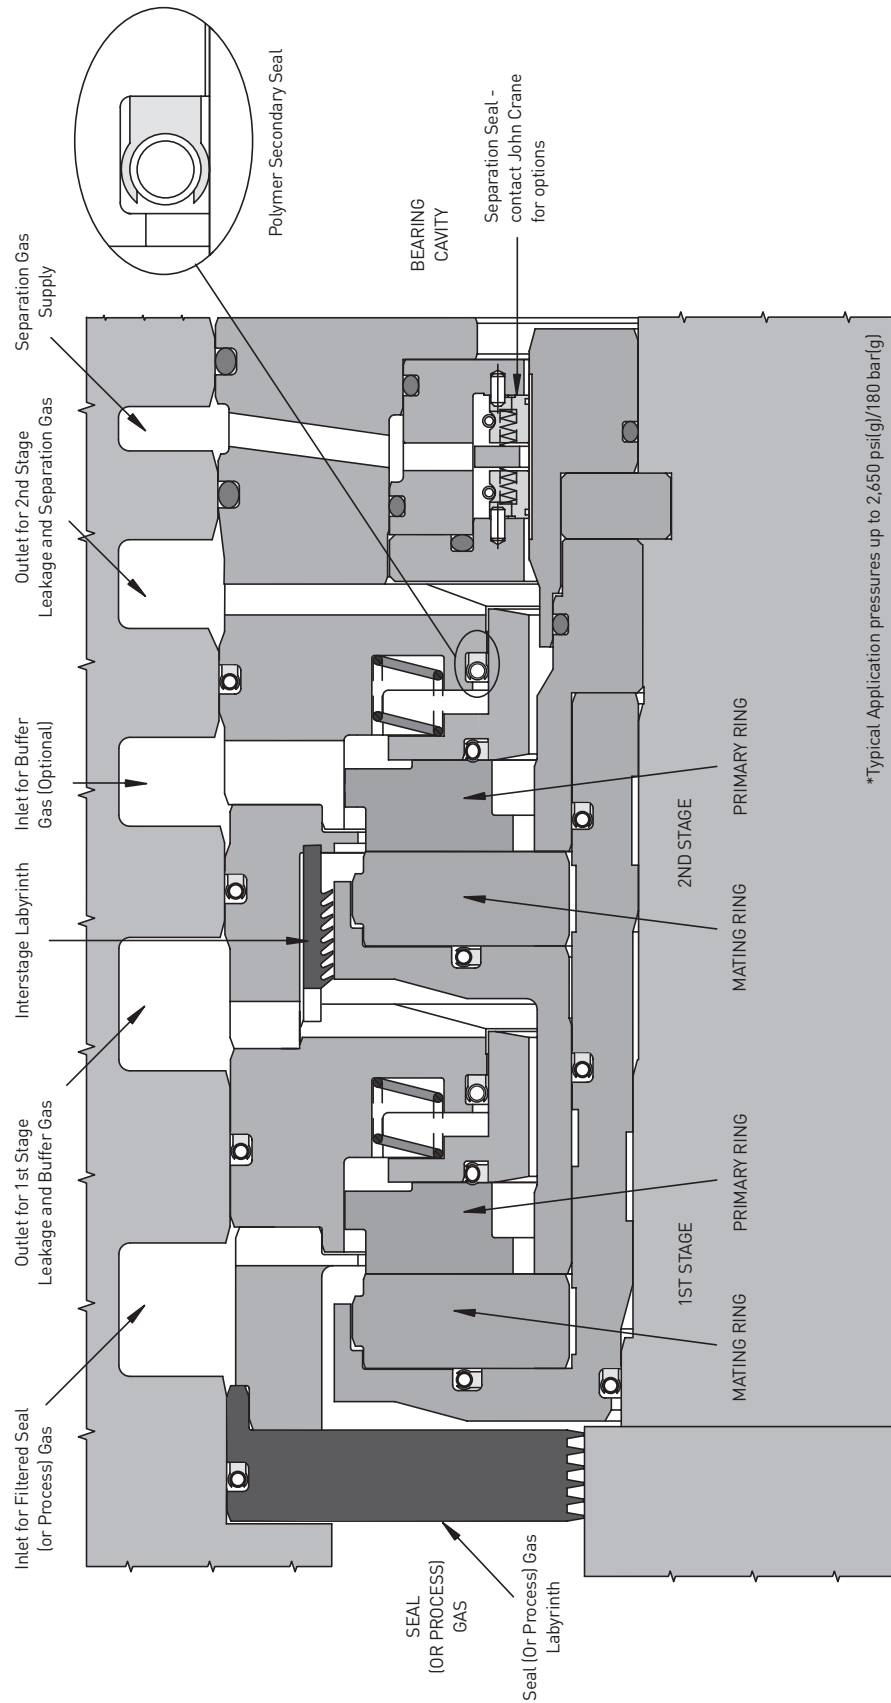 Inlet for Filtered Seal
(or Process) Gas
Outlet for 1st Stage
Leakage and Buffer Gas
Interstage Labyrinth
Inlet for Buffer
Gas (Optional)
Outlet for 2nd Stage
Leakage and Separation Gas
Separation Gas
Supply
Polymer Secondary Seal
SEAL
(OR PROCESS)
GAS
Seal (Or Process) Gas
Labyrinth
BEARING
CAVITY
Separation Seal -
contact John Crane
for options
1ST STAGE
2ND STAGE
MATING RING
PRIMARY RING
MATING RING
PRIMARY RING
*Typical Application pressures up to 2,650 psi(g)/180 bar(g)